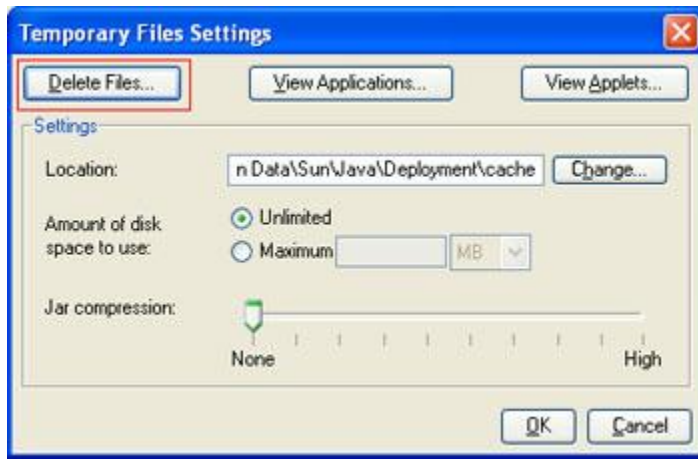 Temporary Files Settings
Delete Files... View Applications... View Applets...
Settings
Location: n Data\Sun\Java\Deployment\cache Change...
Amount of disk space to use:
Unlimited
Maximum MB
Jar compression:
None High
OK Cancel